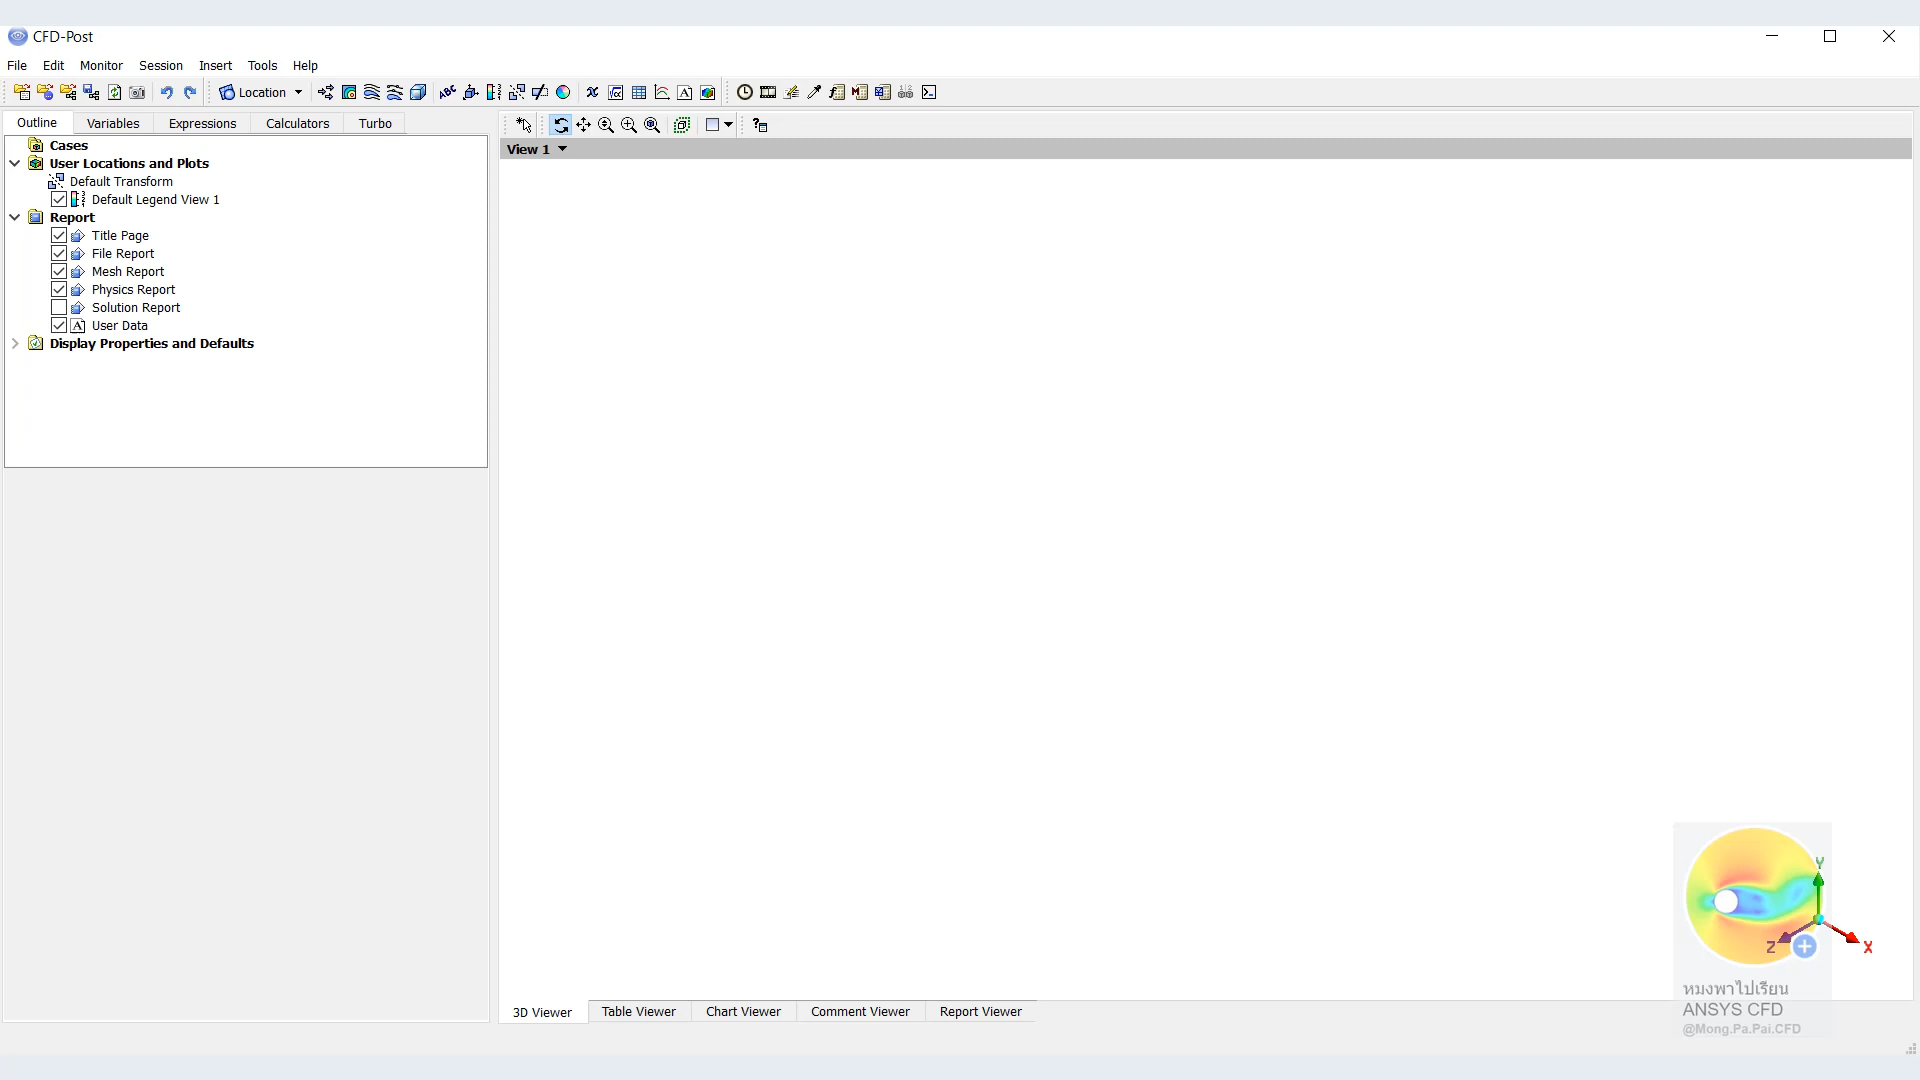 CFD-Post
File Edit Monitor Session Insert Tools Help
Location
Outline Variables Expressions Calculators Turbo
Cases
User Locations and Plots
Default Transform
Default Legend View 1
Report
Title Page
File Report
Mesh Report
Physics Report
Solution Report
User Data
Display Properties and Defaults
View 1
Y
Z
X
หมงพาไปเรียน
ANSYS CFD
@Mong.Pa.Pai.CFD
3D Viewer Table Viewer Chart Viewer Comment Viewer Report Viewer